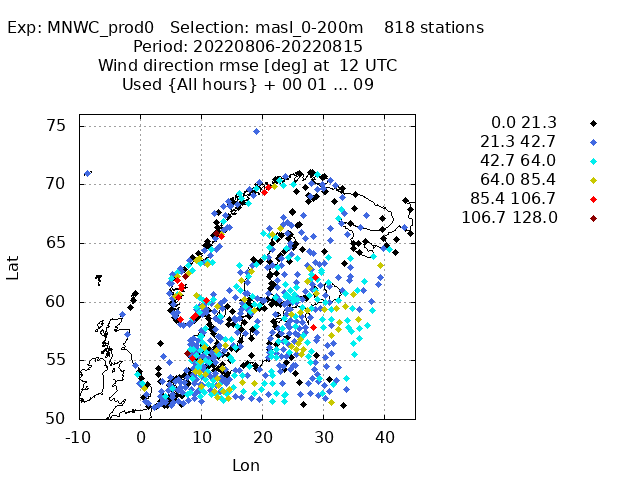 Exp: MNWC_prod0   Selection: masl_0-200m    818 stations
Period: 20220806-20220815
Wind direction rmse [deg] at  12 UTC
Used {All hours} + 00 01 ... 09
0.0 21.3
21.3 42.7
42.7 64.0
64.0 85.4
85.4 106.7
106.7 128.0
75
70
65
60
55
50
Lat
-10 0 10 20 30 40
Lon